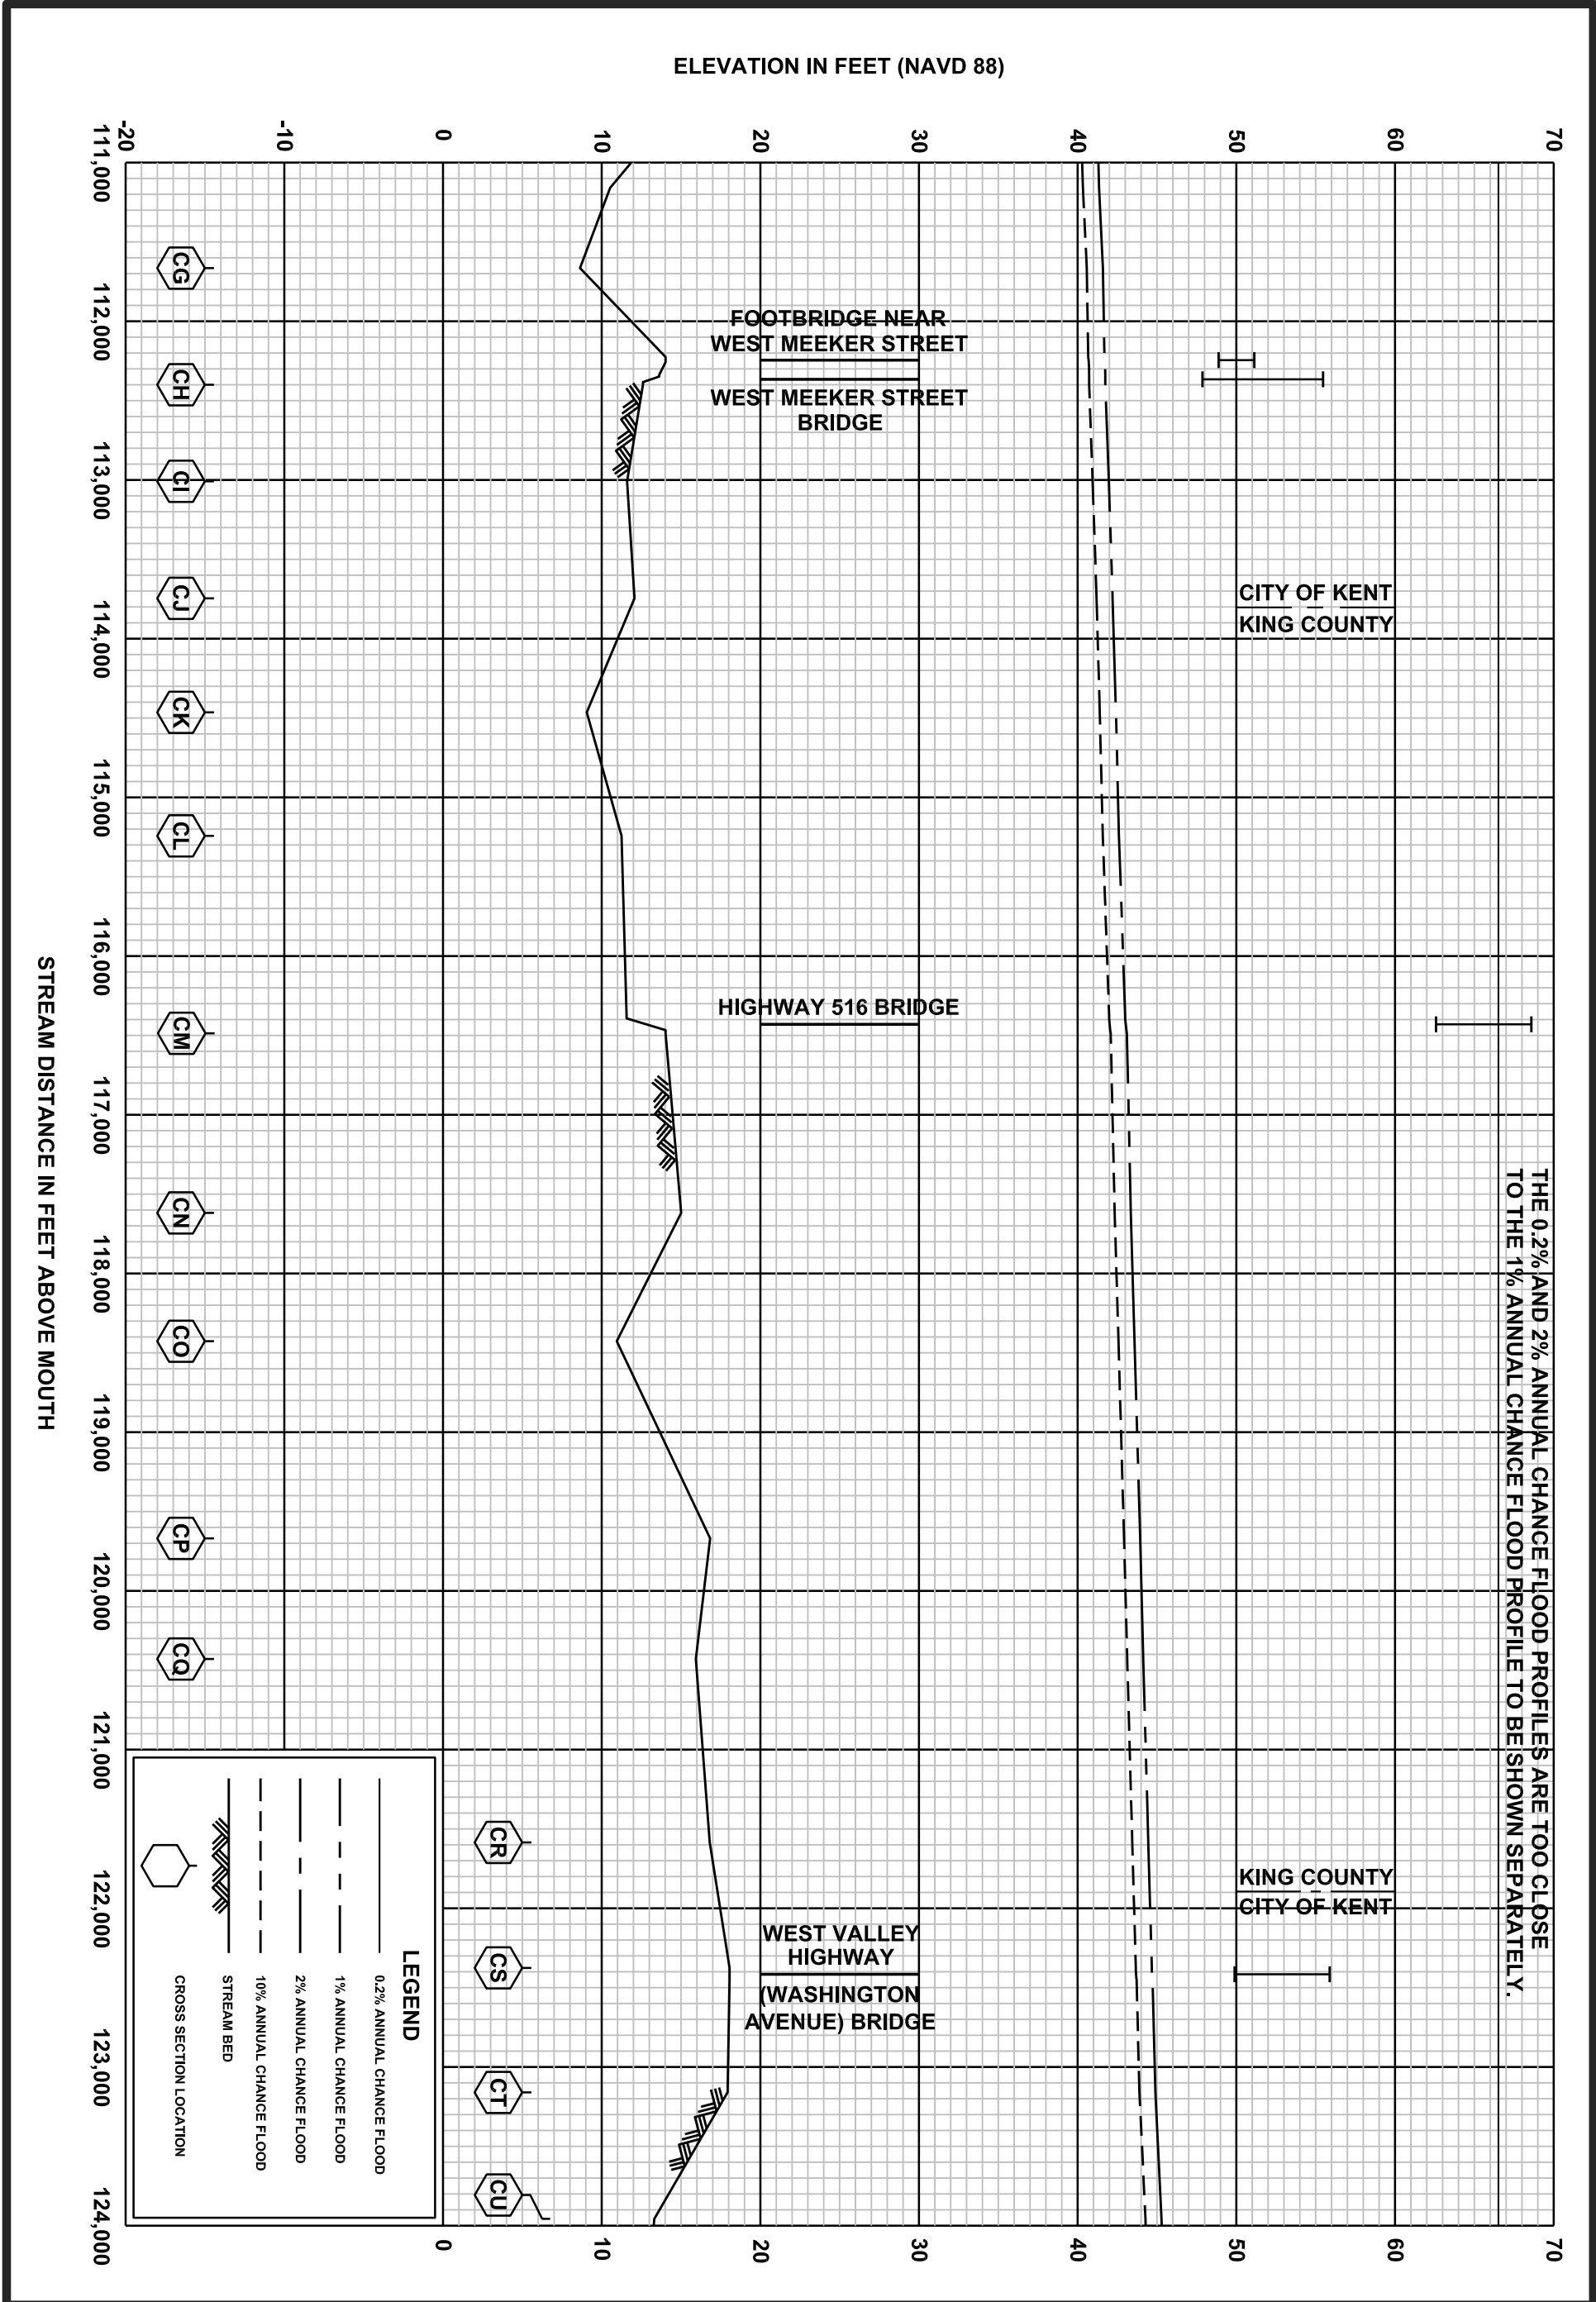 THE 0.2% AND 2% ANNUAL CHANCE FLOOD PROFILES ARE TOO CLOSE
TO THE 1% ANNUAL CHANCE FLOOD PROFILE TO BE SHOWN SEPARATELY.
ELEVATION IN FEET (NAVD 88)
70
60
50
40
30
20
10
0
-10
-20
70
60
50
40
30
20
10
0
CITY OF KENT
KING COUNTY
KING COUNTY
CITY OF KENT
FOOTBRIDGE NEAR
WEST MEEKER STREET
WEST MEEKER STREET
BRIDGE
HIGHWAY 516 BRIDGE
WEST VALLEY
HIGHWAY
(WASHINGTON
AVENUE) BRIDGE
CG
CH
CI
CJ
CK
CL
CM
CN
CO
CP
CQ
CR
CS
CT
CU
LEGEND
0.2% ANNUAL CHANCE FLOOD
1% ANNUAL CHANCE FLOOD
2% ANNUAL CHANCE FLOOD
10% ANNUAL CHANCE FLOOD
STREAM BED
CROSS SECTION LOCATION
111,000
112,000
113,000
114,000
115,000
116,000
117,000
118,000
119,000
120,000
121,000
122,000
123,000
124,000
STREAM DISTANCE IN FEET ABOVE MOUTH